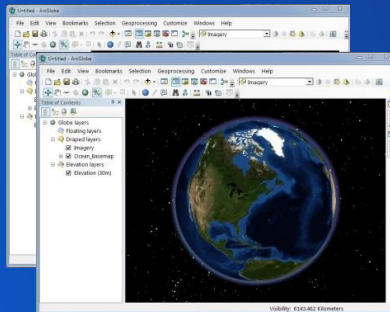 Untitled - ArcGlobe
File Edit View Bookmarks Selection Geoprocessing Customize Windows Help
Imagery
Table of Co
Glob
Untitled - ArcGlobe
File Edit View Bookmarks Selection Geoprocessing Customize Windows Help
Imagery
Table of Contents
Globe layers
Floating layers
Draped layers
Imagery
Ocean_Basemap
Elevation layers
Elevation (30m)
Visibility: 6143.462 Kilometers